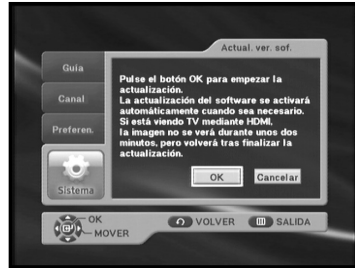 Actual. ver. sof.
Guía
Canal
Preferen.
Sistema
Pulse el botón OK para empezar la
actualización.
La actualización del software se activará
automáticamente cuando sea necesario.
Si está viendo TV mediante HDMI,
la imagen no se verá durante unos dos
minutos, pero volverá tras finalizar la
actualización.
OK
Cancelar
OK
MOVER
VOLVER
SALIDA